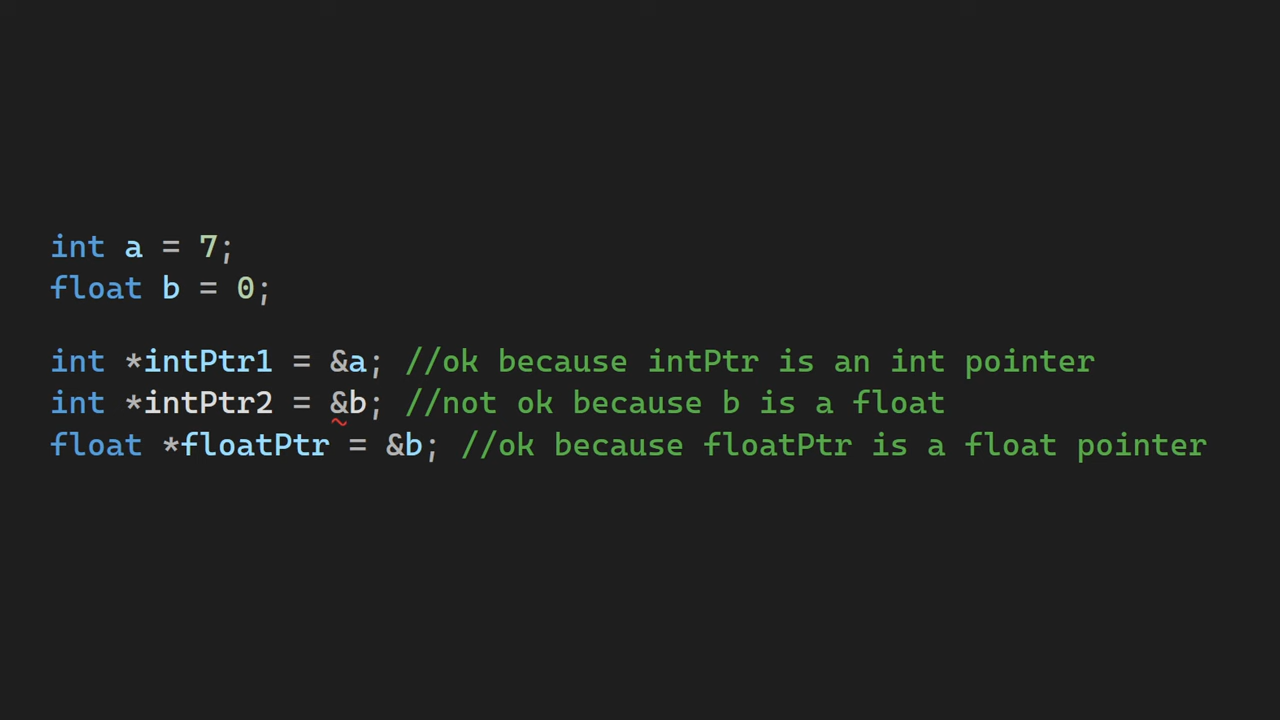 int a = 7;
float b = 0;
int *intPtr1 = &a; //ok because intPtr is an int pointer
int *intPtr2 = &b; //not ok because b is a float
float *floatPtr = &b; //ok because floatPtr is a float pointer